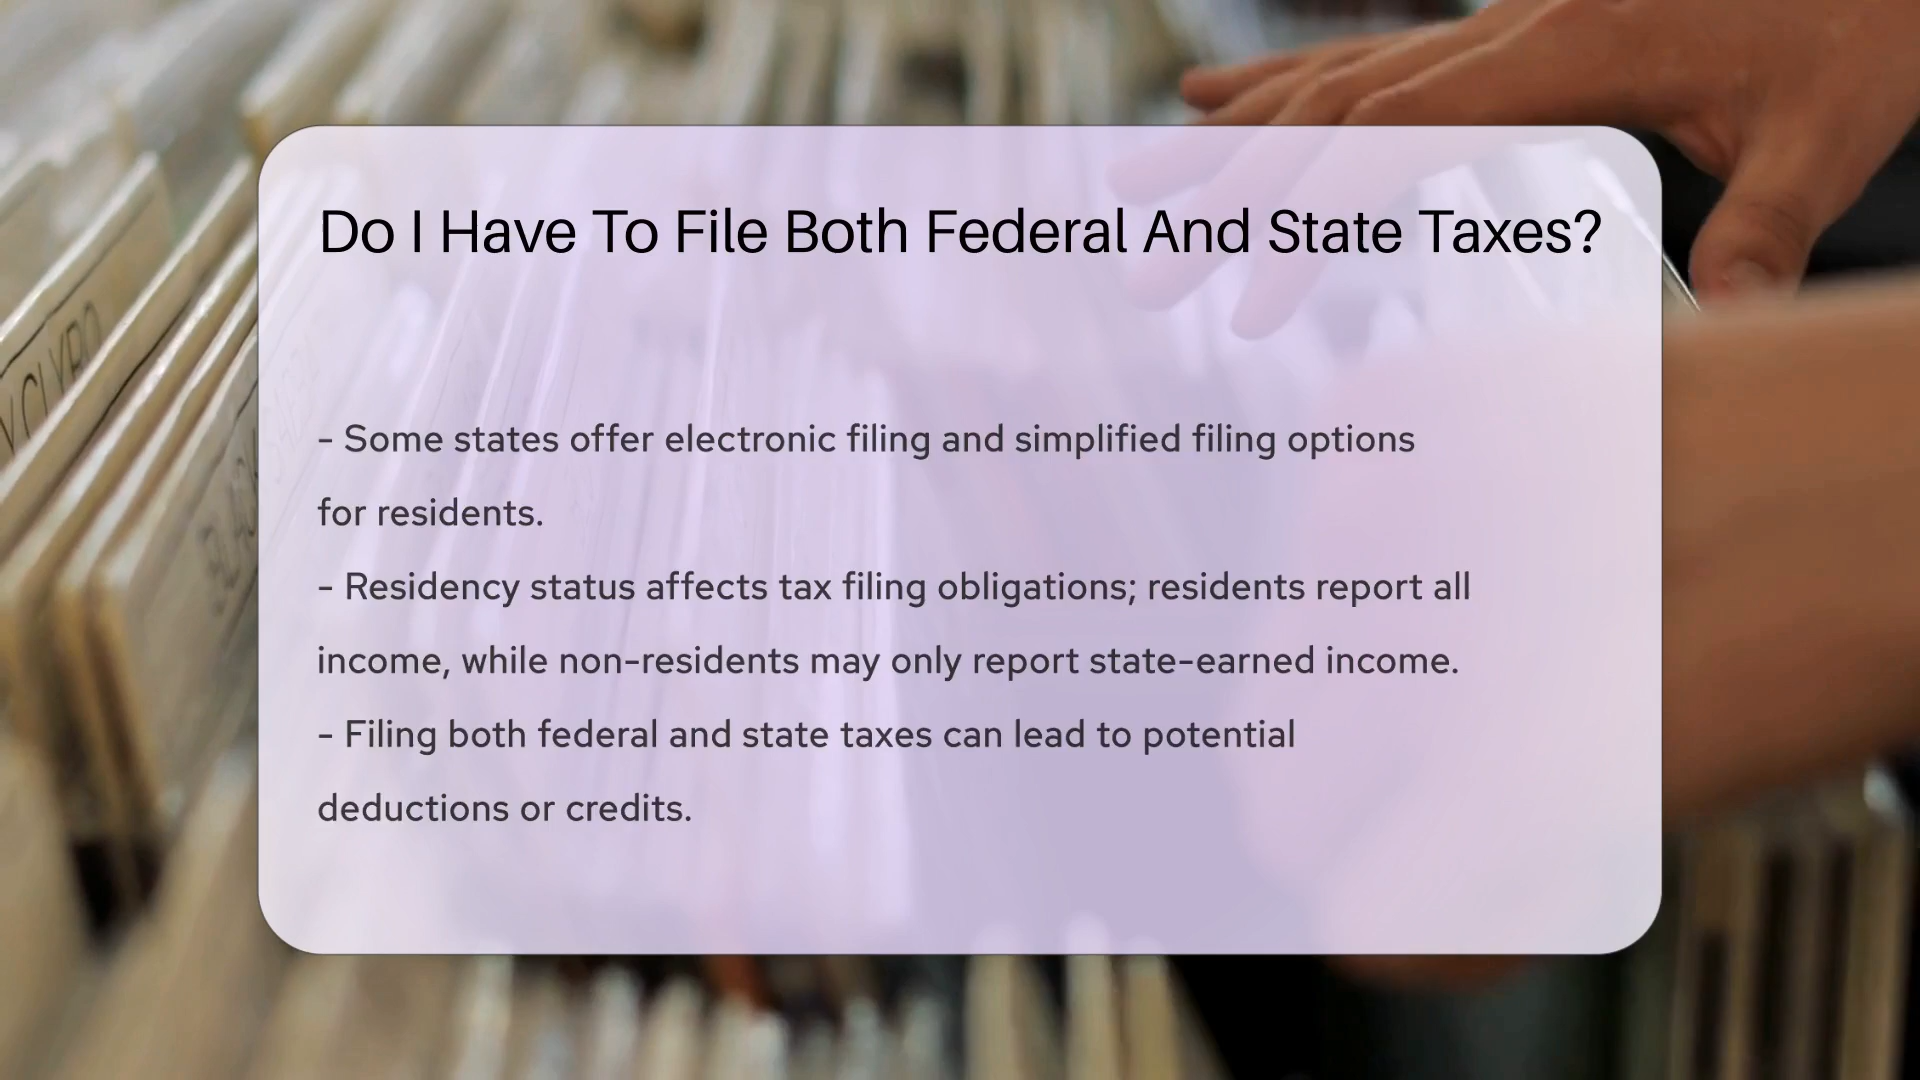 Do I Have To File Both Federal And State Taxes?
- Some states offer electronic filing and simplified filing options
for residents.
- Residency status affects tax filing obligations; residents report all
income, while non-residents may only report state-earned income.
- Filing both federal and state taxes can lead to potential
deductions or credits.